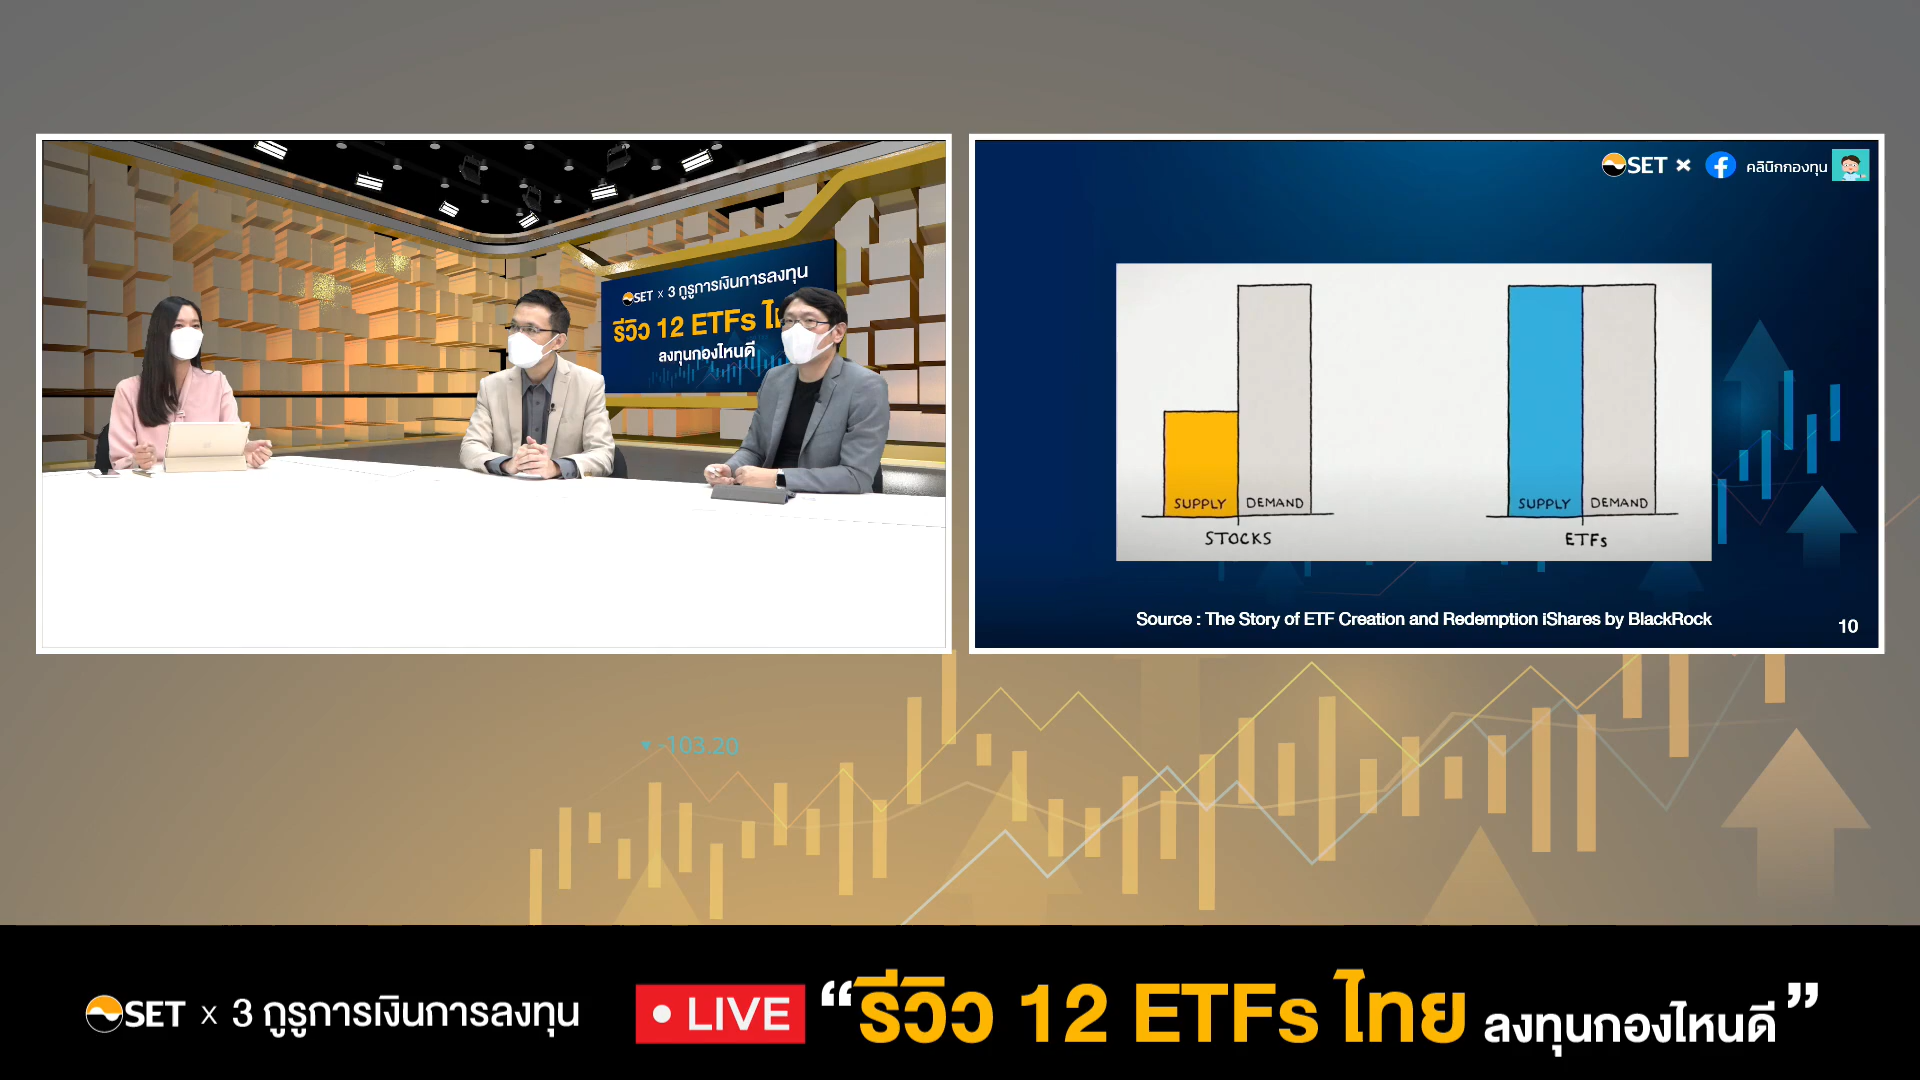 SET x 3 กูรูการเงินการลงทุน
รีวิว 12 ETFs
ลงทุนกองไหนดี
SET × คลินิกกองทุน
SUPPLY DEMAND
STOCKS
SUPPLY DEMAND
ETFs
Source : The Story of ETF Creation and Redemption iShares by BlackRock
10
-103.20
SET x 3 กูรูการเงินการลงทุน
LIVE
“รีวิว 12 ETFs ไทย ลงทุนกองไหนดี”